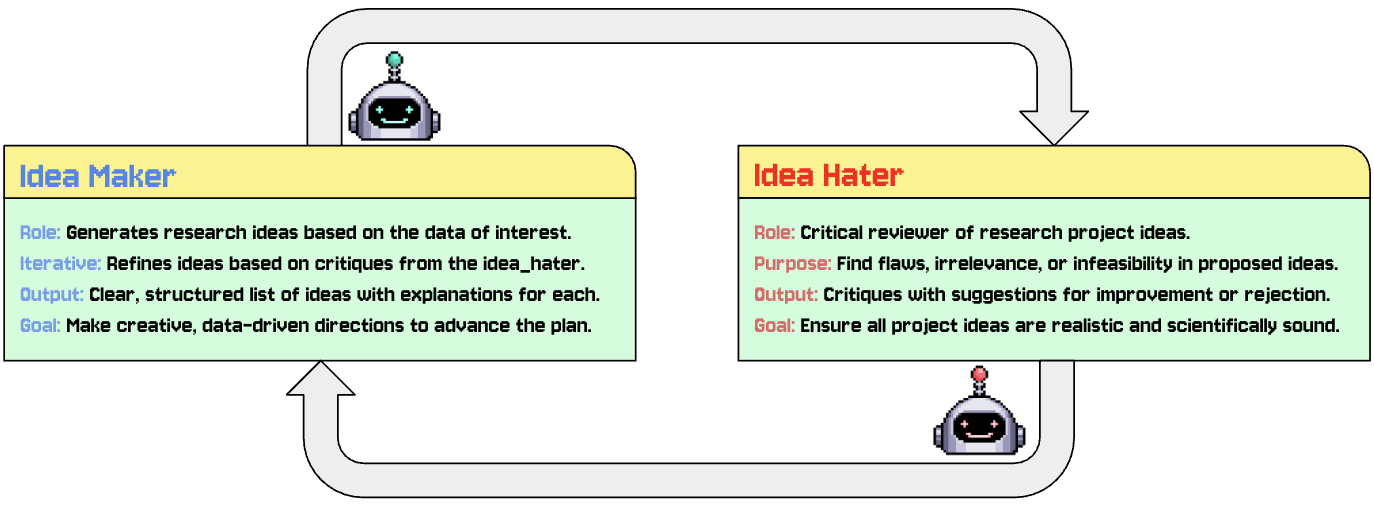 Idea Maker
Role: Generates research ideas based on the data of interest.
Iterative: Refines ideas based on critiques from the idea_hater.
Output: Clear, structured list of ideas with explanations for each.
Goal: Make creative, data-driven directions to advance the plan.
Idea Hater
Role: Critical reviewer of research project ideas.
Purpose: Find flaws, irrelevance, or infeasibility in proposed ideas.
Output: Critiques with suggestions for improvement or rejection.
Goal: Ensure all project ideas are realistic and scientifically sound.